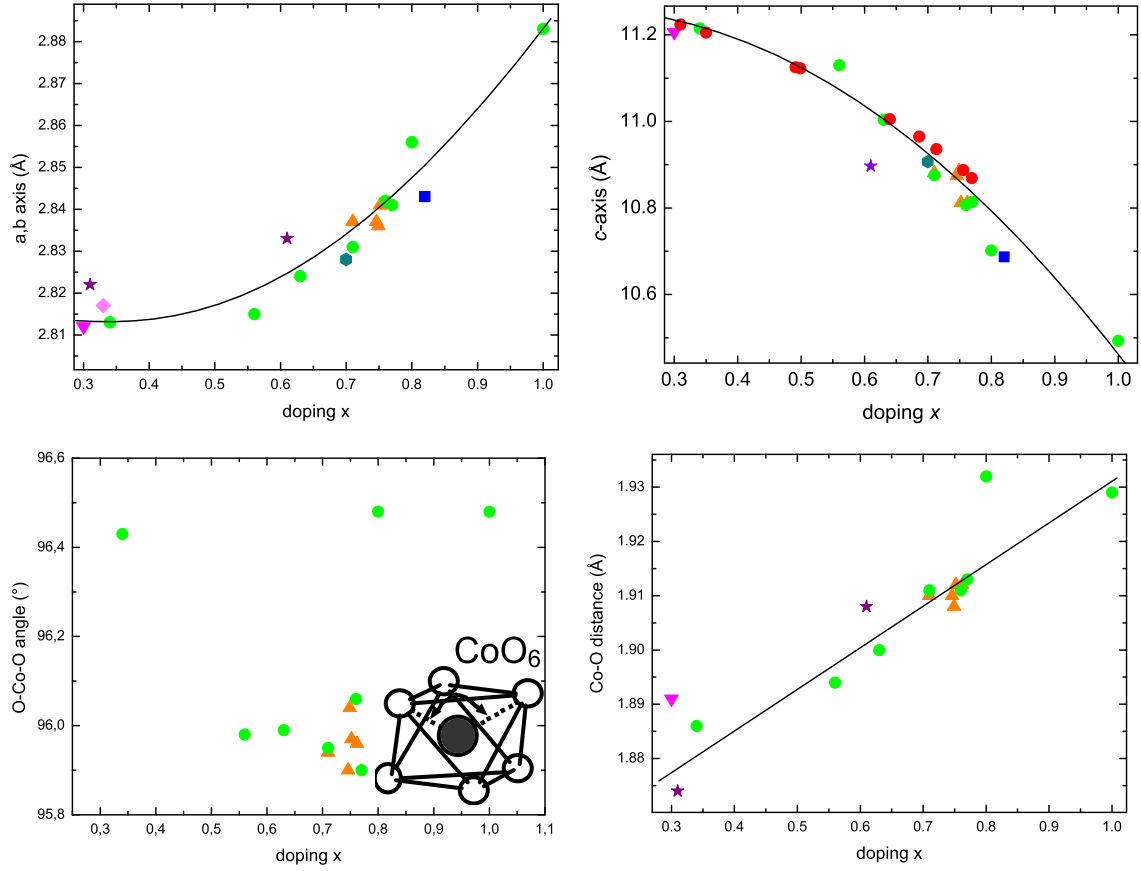 2.88
2.87
2.86
2.85
2.84
2.83
2.82
2.81
a,b axis (Å)
0.3 0.4 0.5 0.6 0.7 0.8 0.9 1.0
doping x
11.2
11.0
10.8
10.6
c-axis (Å)
0.3 0.4 0.5 0.6 0.7 0.8 0.9 1.0
doping x
96,6
96,4
96,2
96,0
95,8
O-Co-O angle (°)
CoO₆
0,3 0,4 0,5 0,6 0,7 0,8 0,9 1,0 1,1
doping x
1.93
1.92
1.91
1.90
1.89
1.88
Co-O distance (Å)
0.3 0.4 0.5 0.6 0.7 0.8 0.9 1.0
doping x